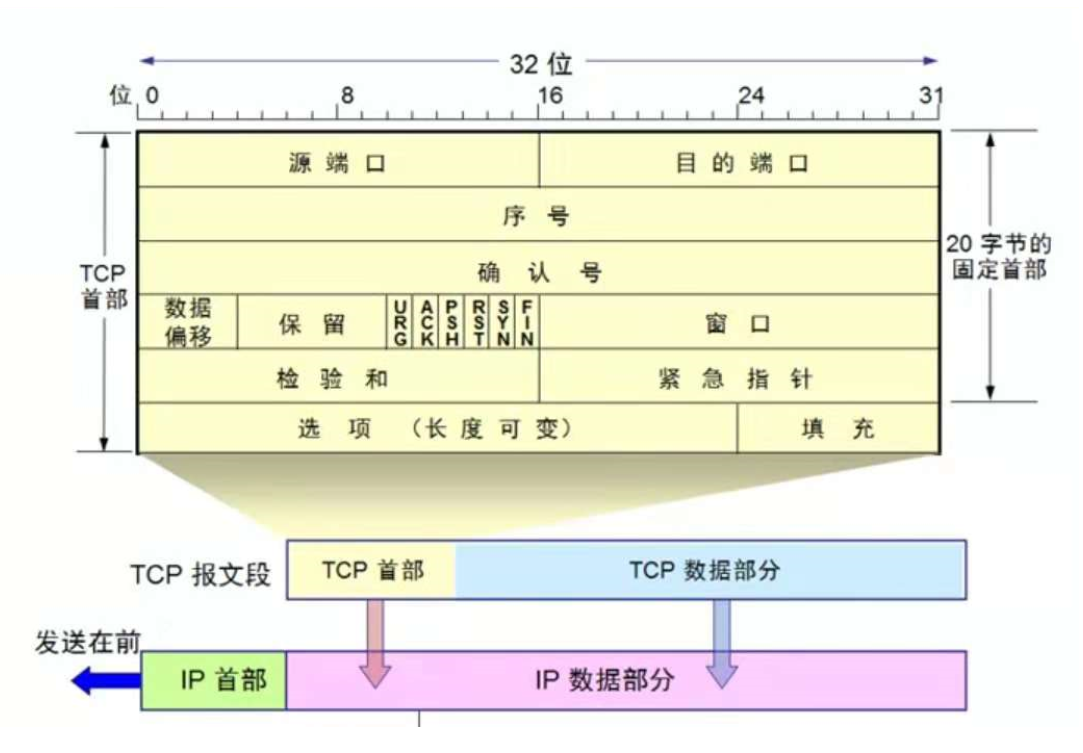 32 位
位 0 8 16 24 31
源 端 口 目 的 端 口
序 号
确 认 号
TCP
首部
20 字节的
固定首部
数据
偏移
保 留
URG ACK PSH RST SYN FIN
窗 口
检 验 和 紧 急 指 针
选 项 （长 度 可 变） 填 充
TCP 报文段 TCP 首部 TCP 数据部分
发送在前
IP 首部 IP 数据部分